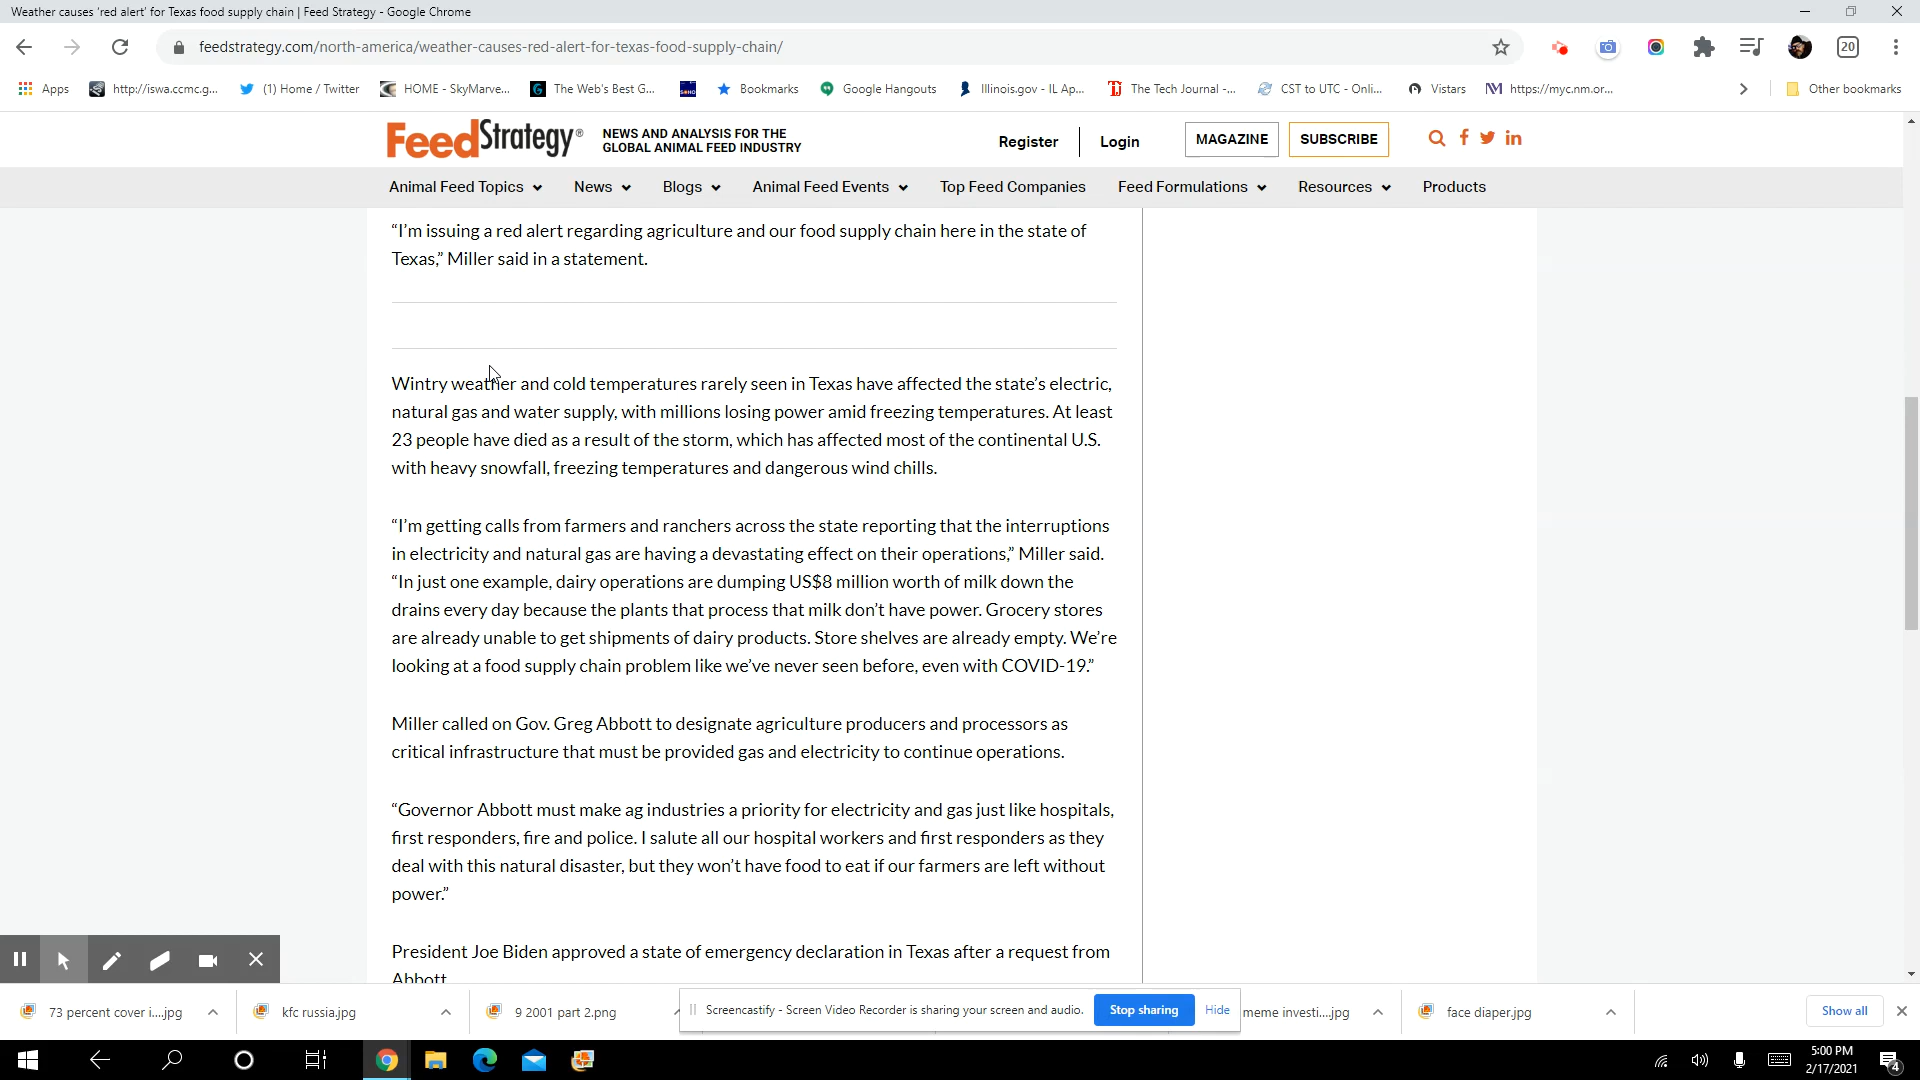 Weather causes 'red alert' for Texas food supply chain | Feed Strategy - Google Chrome
feedstrategy.com/north-america/weather-causes-red-alert-for-texas-food-supply-chain/
20
Apps http://iswa.ccmc.g... (1) Home / Twitter HOME - SkyMarve... The Web's Best G... Bookmarks Google Hangouts Illinois.gov - IL Ap... The Tech Journal -... CST to UTC - Onli... Vistars https://myc.nm.or... Other bookmarks
FeedStrategy®
NEWS AND ANALYSIS FOR THE
GLOBAL ANIMAL FEED INDUSTRY
Register Login MAGAZINE SUBSCRIBE
Animal Feed Topics News Blogs Animal Feed Events Top Feed Companies Feed Formulations Resources Products
“I’m issuing a red alert regarding agriculture and our food supply chain here in the state of
Texas,” Miller said in a statement.
Wintry weather and cold temperatures rarely seen in Texas have affected the state’s electric,
natural gas and water supply, with millions losing power amid freezing temperatures. At least
23 people have died as a result of the storm, which has affected most of the continental U.S.
with heavy snowfall, freezing temperatures and dangerous wind chills.
“I’m getting calls from farmers and ranchers across the state reporting that the interruptions
in electricity and natural gas are having a devastating effect on their operations,” Miller said.
“In just one example, dairy operations are dumping US$8 million worth of milk down the
drains every day because the plants that process that milk don’t have power. Grocery stores
are already unable to get shipments of dairy products. Store shelves are already empty. We’re
looking at a food supply chain problem like we’ve never seen before, even with COVID-19.”
Miller called on Gov. Greg Abbott to designate agriculture producers and processors as
critical infrastructure that must be provided gas and electricity to continue operations.
“Governor Abbott must make ag industries a priority for electricity and gas just like hospitals,
first responders, fire and police. I salute all our hospital workers and first responders as they
deal with this natural disaster, but they won’t have food to eat if our farmers are left without
power.”
President Joe Biden approved a state of emergency declaration in Texas after a request from
Abbott
73 percent cover i....jpg kfc russia.jpg 9 2001 part 2.png Screencastify - Screen Video Recorder is sharing your screen and audio. Stop sharing Hide meme investi....jpg face diaper.jpg Show all
5:00 PM
2/17/2021
4